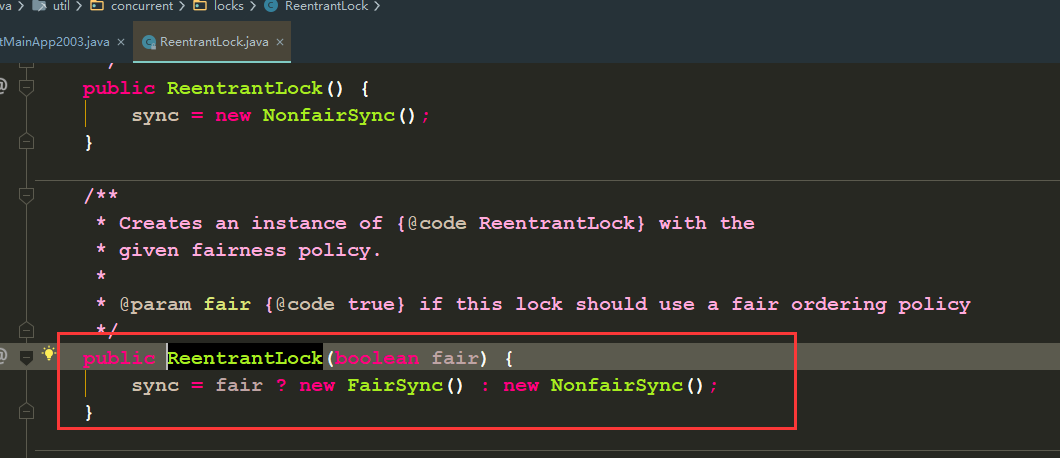 va > util > concurrent > locks > ReentrantLock >
tMainApp2003.java × ReentrantLock.java ×
*/
public ReentrantLock() {
sync = new NonfairSync();
}
/**
* Creates an instance of {@code ReentrantLock} with the
* given fairness policy.
*
* @param fair {@code true} if this lock should use a fair ordering policy
*/
public ReentrantLock(boolean fair) {
sync = fair ? new FairSync() : new NonfairSync();
}